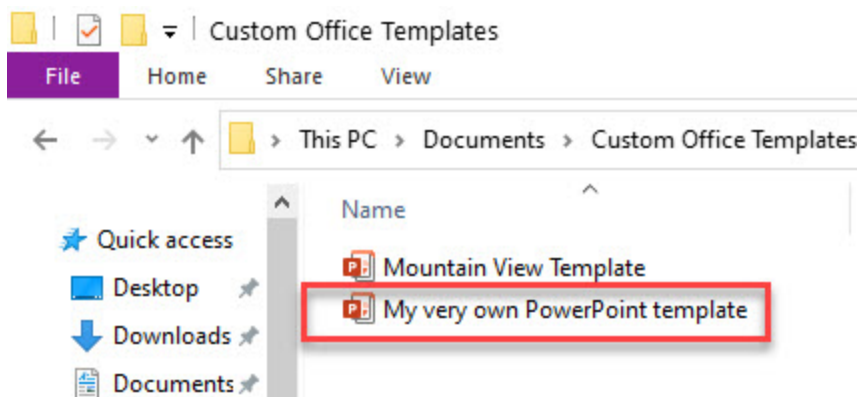 Custom Office Templates
File Home Share View
This PC > Documents > Custom Office Templates
Name
Quick access
Mountain View Template
Desktop
My very own PowerPoint template
Downloads
Documents